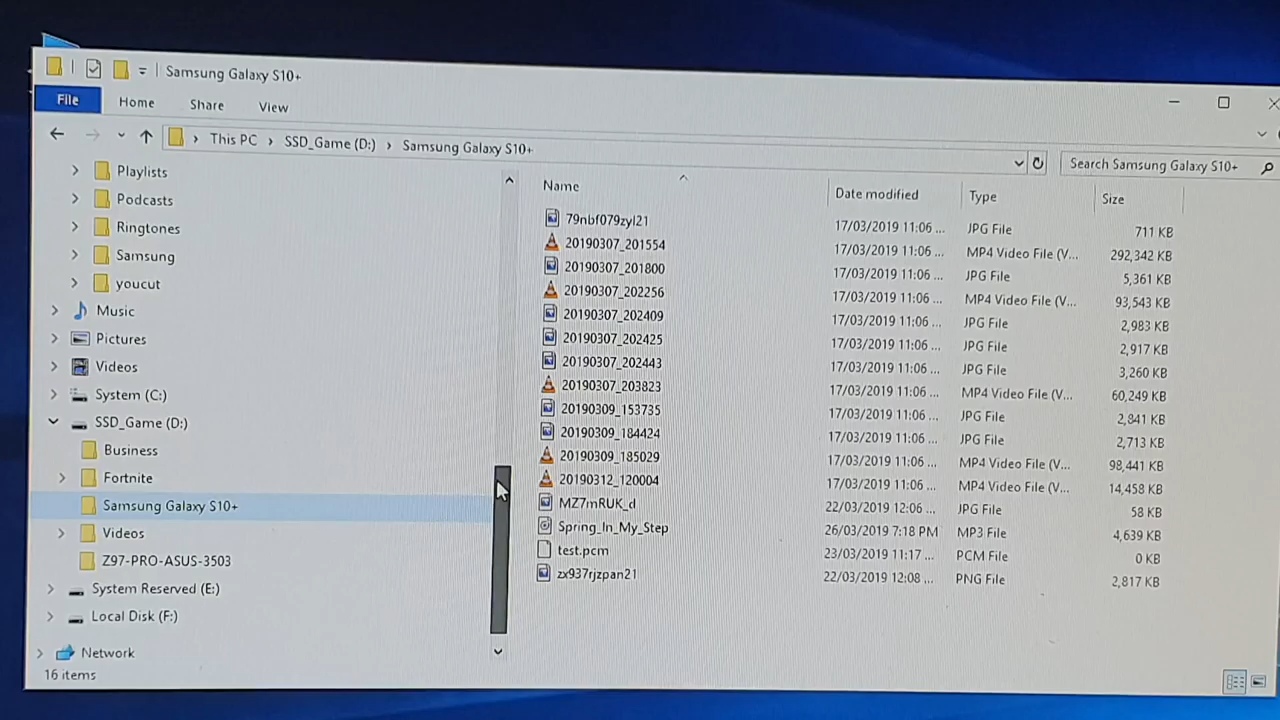 Samsung Galaxy S10+
File Home Share View
This PC SSD_Game (D:) Samsung Galaxy S10+ Search Samsung Galaxy S10+
Playlists
Podcasts
Ringtones
Samsung
youcut
Music
Pictures
Videos
System (C:)
SSD_Game (D:)
Business
Fortnite
Samsung Galaxy S10+
Videos
Z97-PRO-ASUS-3503
System Reserved (E:)
Local Disk (F:)
Network
16 items
Name Date modified Type Size
79nbf079zyl21 17/03/2019 11:06 ... JPG File 711 KB
20190307_201554 17/03/2019 11:06 ... MP4 Video File (V... 292,342 KB
20190307_201800 17/03/2019 11:06 ... JPG File 5,361 KB
20190307_202256 17/03/2019 11:06 ... MP4 Video File (V... 93,543 KB
20190307_202409 17/03/2019 11:06 ... JPG File 2,983 KB
20190307_202425 17/03/2019 11:06 ... JPG File 2,917 KB
20190307_202443 17/03/2019 11:06 ... JPG File 3,260 KB
20190307_203823 17/03/2019 11:06 ... MP4 Video File (V... 60,249 KB
20190309_153735 17/03/2019 11:06 ... JPG File 2,841 KB
20190309_184424 17/03/2019 11:06 ... JPG File 2,713 KB
20190309_185029 17/03/2019 11:06 ... MP4 Video File (V... 98,441 KB
20190312_120004 17/03/2019 11:06 ... MP4 Video File (V... 14,458 KB
MZ7mRUK_d 22/03/2019 12:06 ... JPG File 58 KB
Spring_In_My_Step 26/03/2019 7:18 PM MP3 File 4,639 KB
test.pcm 23/03/2019 11:17 ... PCM File 0 KB
zx937rjzpan21 22/03/2019 12:08 ... PNG File 2,817 KB